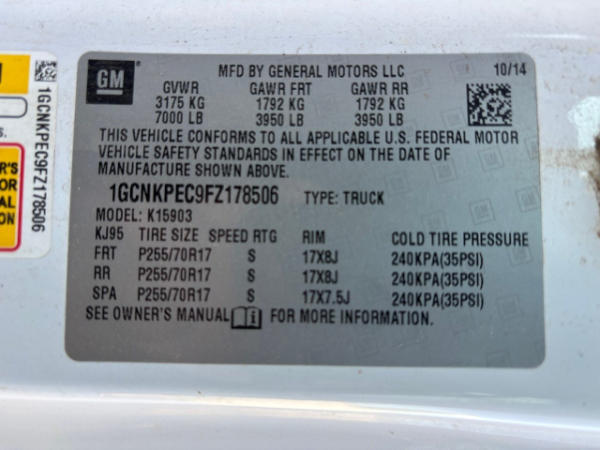 GM
MFD BY GENERAL MOTORS LLC 10/14
GVWR GAWR FRT GAWR RR
3175 KG 1792 KG 1792 KG
7000 LB 3950 LB 3950 LB
THIS VEHICLE CONFORMS TO ALL APPLICABLE U.S. FEDERAL MOTOR
VEHICLE SAFETY STANDARDS IN EFFECT ON THE DATE OF
MANUFACTURE SHOWN ABOVE.
1GCNKPEC9FZ178506 TYPE: TRUCK
MODEL: K15903
KJ95 TIRE SIZE SPEED RTG RIM COLD TIRE PRESSURE
FRT P255/70R17 S 17X8J 240KPA(35PSI)
RR P255/70R17 S 17X8J 240KPA(35PSI)
SPA P255/70R17 S 17X7.5J 240KPA(35PSI)
SEE OWNER'S MANUAL FOR MORE INFORMATION.
1GCNKPEC9FZ178506